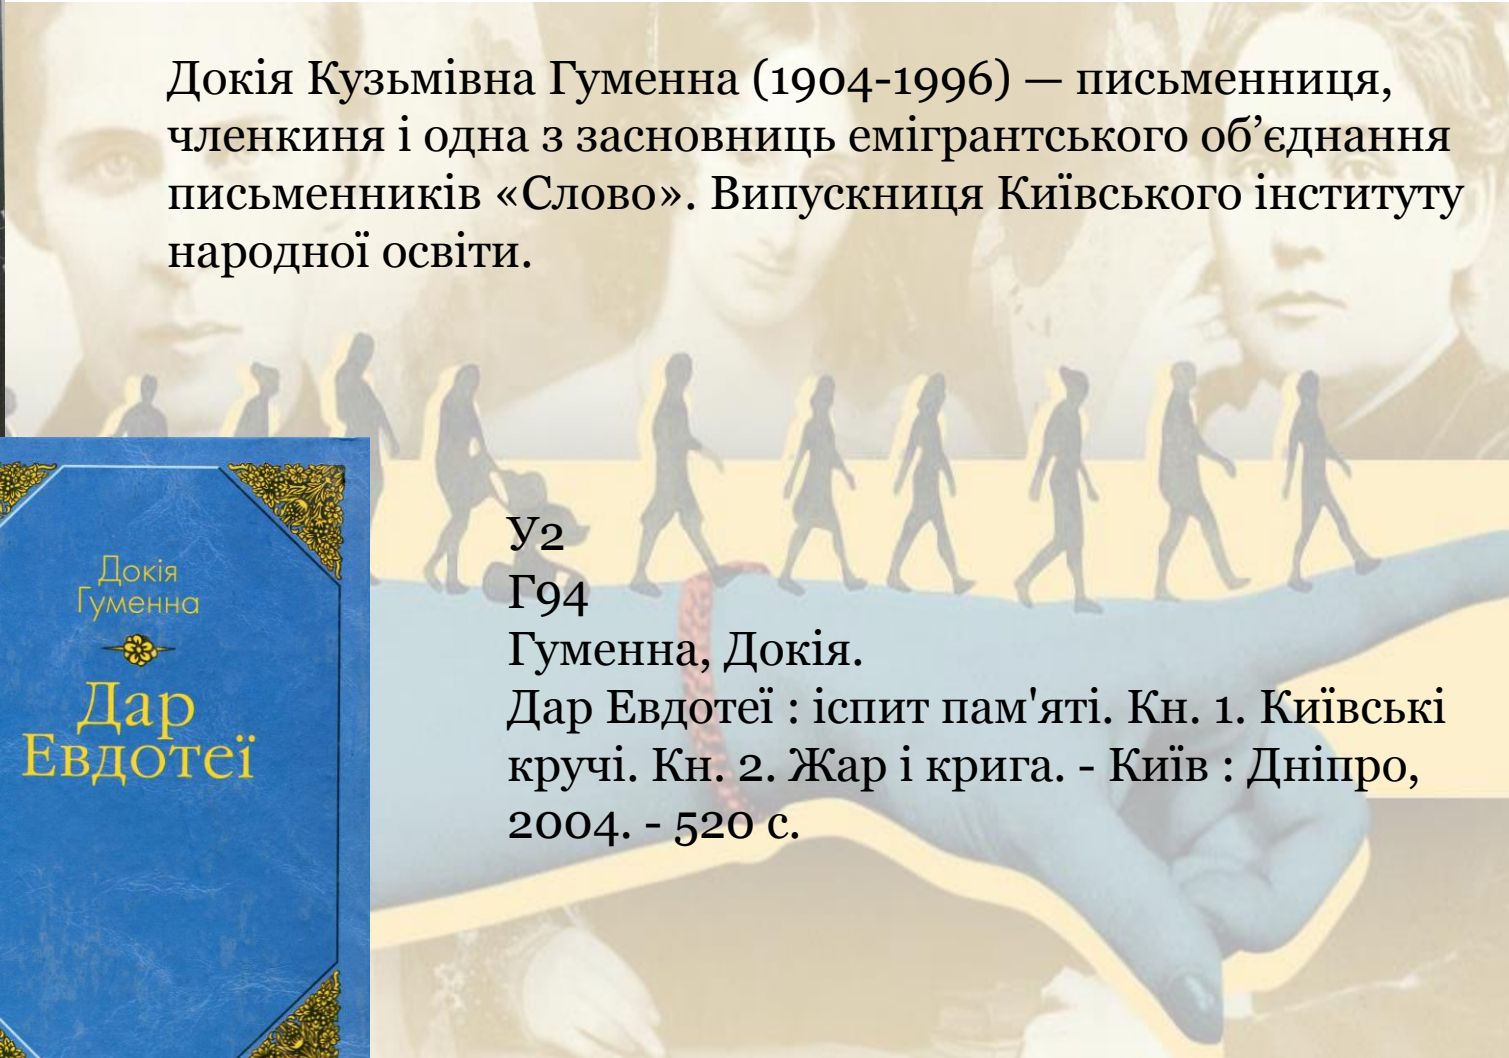 Докія Кузьмівна Гуменна (1904-1996) — письменниця,
членкиня і одна з засновниць емігрантського об’єднання
письменників «Слово». Випускниця Київського інституту
народної освіти.
Докія
Гуменна
Дар
Евдотеї
У2
Г94
Гуменна, Докія.
Дар Евдотеї : іспит пам'яті. Кн. 1. Київські
кручі. Кн. 2. Жар і крига. - Київ : Дніпро,
2004. - 520 с.